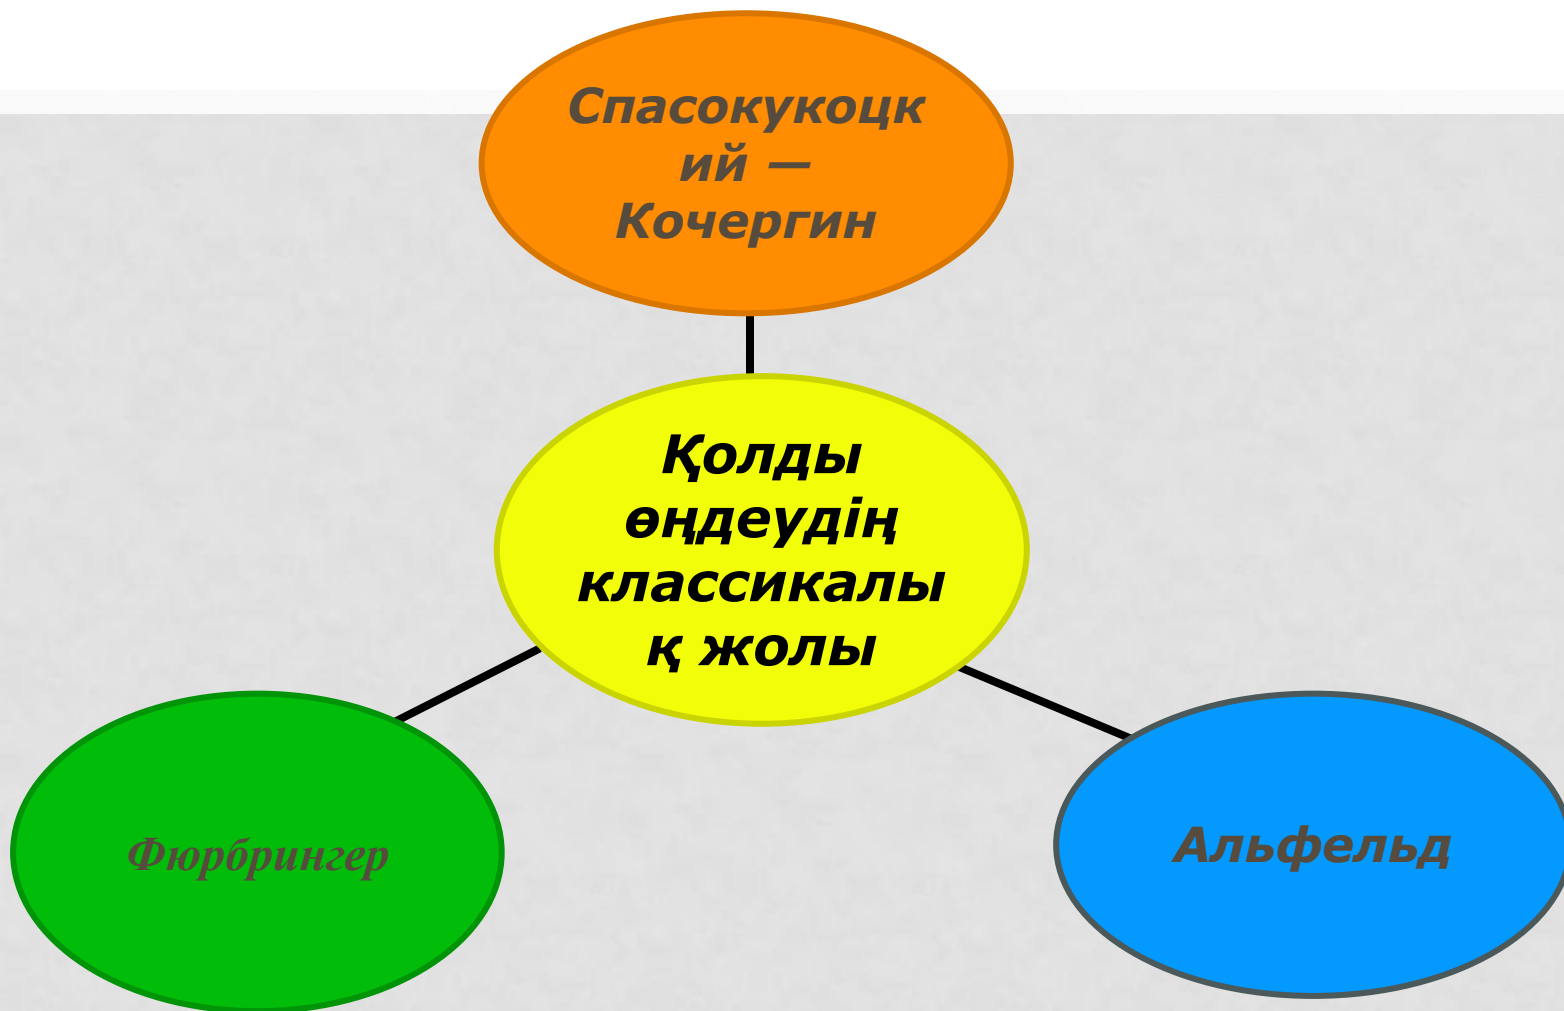 Спасокукоцк
ий —
Кочергин
Қолды
өңдеудің
классикалы
қ жолы
Фюрбрингер
Альфельд